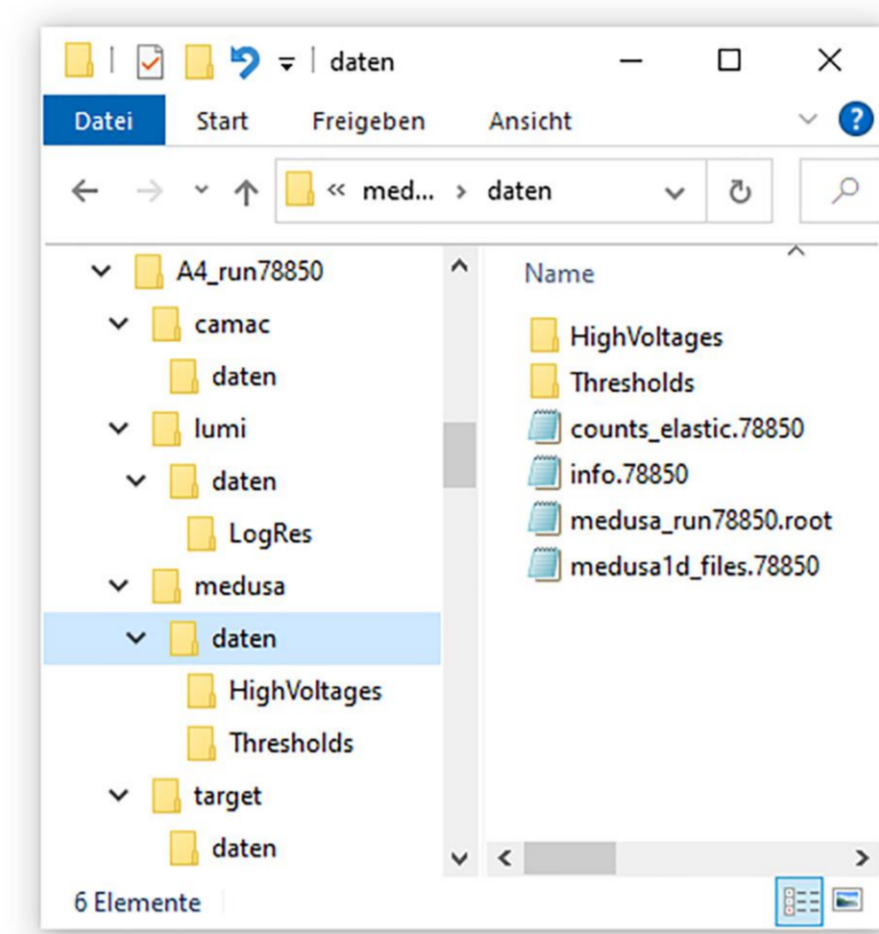 daten
Datei Start Freigeben Ansicht ?
« med... › daten
A4_run78850
camac
daten
lumi
daten
LogRes
medusa
daten
HighVoltages
Thresholds
target
daten
Name
HighVoltages
Thresholds
counts_elastic.78850
info.78850
medusa_run78850.root
medusa1d_files.78850
6 Elemente